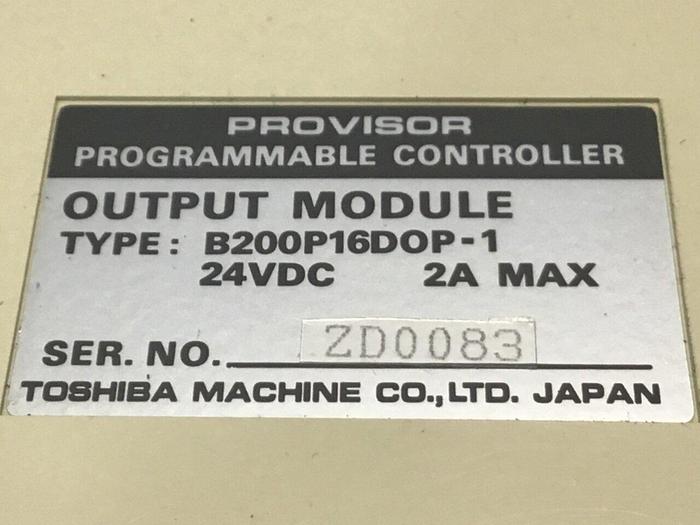 PROVISOR
PROGRAMMABLE CONTROLLER
OUTPUT MODULE
TYPE: B200P16DOP-1
24VDC 2A MAX
SER. NO. ZD0083
TOSHIBA MACHINE CO.,LTD. JAPAN